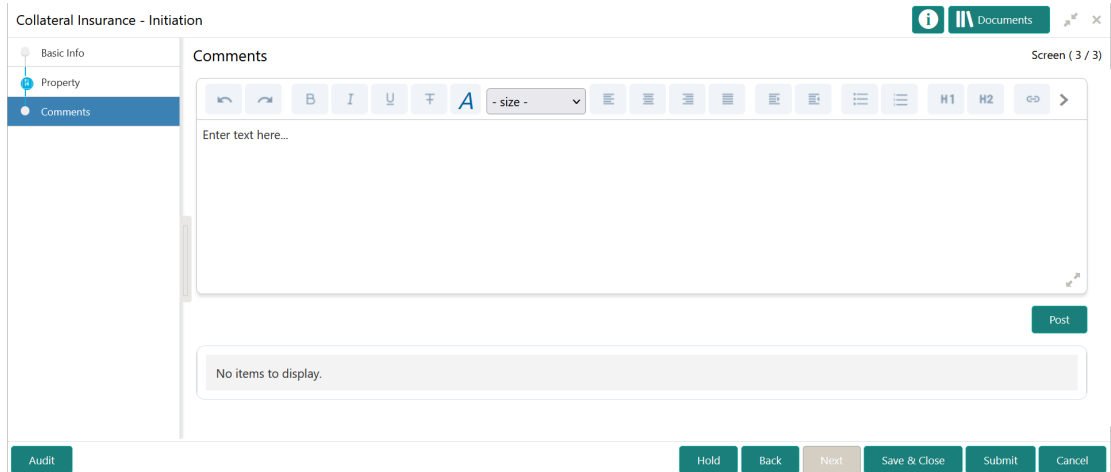 Collateral Insurance - Initiation
Documents
Basic Info
Property
Comments
Comments
Screen ( 3 / 3)
B I U T A - size - H1 H2
Enter text here...
Post
No items to display.
Audit
Hold Back Next Save & Close Submit Cancel